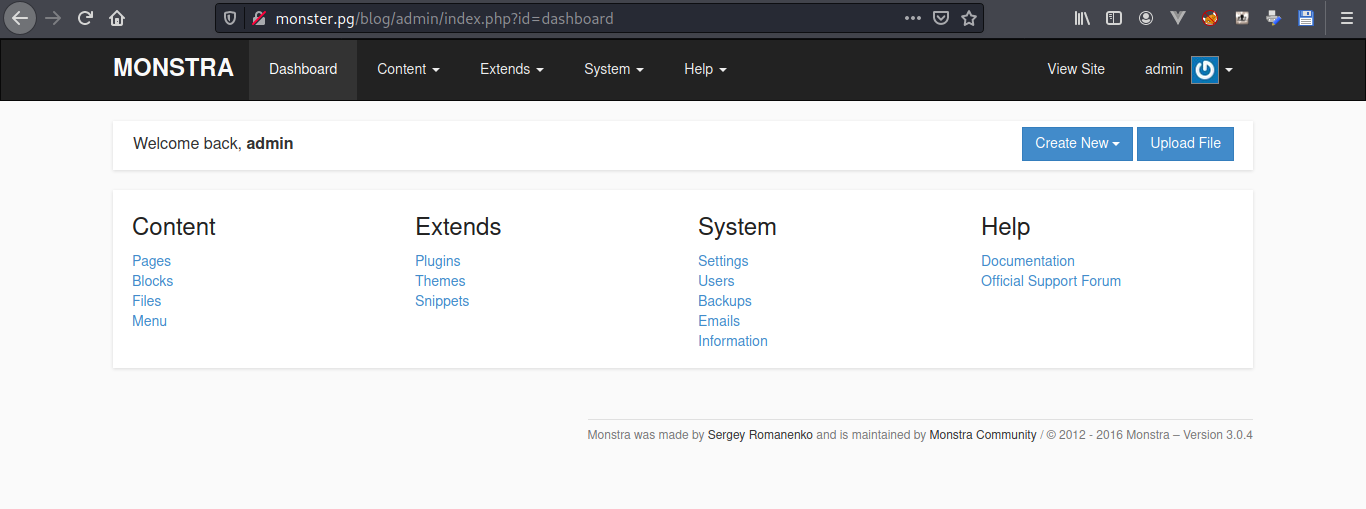 monster.pg/blog/admin/index.php?id=dashboard
MONSTRA Dashboard Content Extends System Help View Site admin
Welcome back, admin Create New Upload File
Content Extends System Help
Pages Plugins Settings Documentation
Blocks Themes Users Official Support Forum
Files Snippets Backups
Menu Emails
Information
Monstra was made by Sergey Romanenko and is maintained by Monstra Community / © 2012 - 2016 Monstra – Version 3.0.4